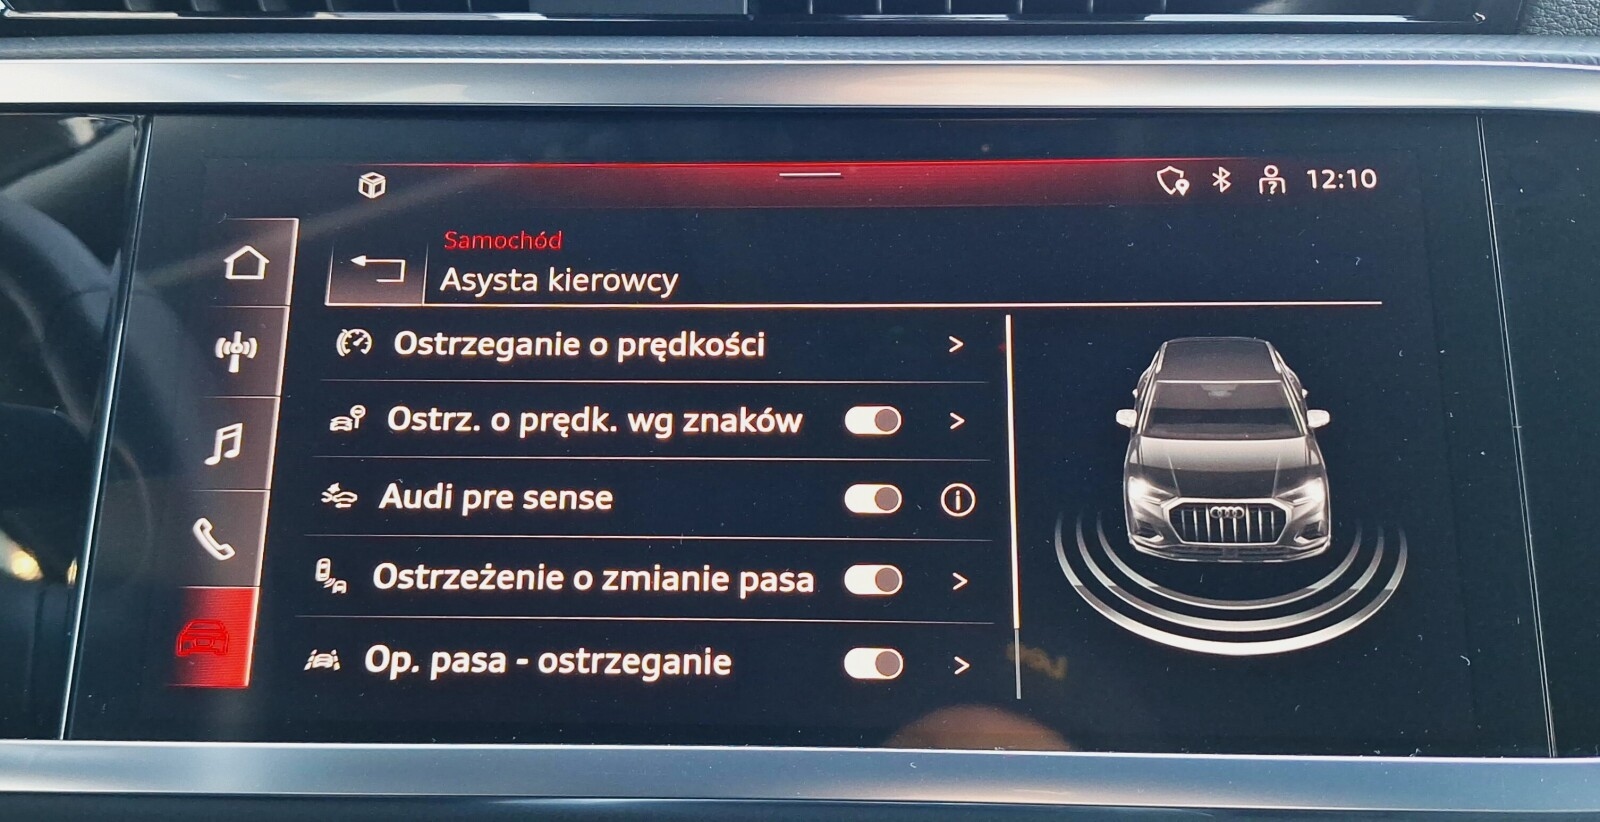 12:10
Samochód
Asysta kierowcy
Ostrzeganie o prędkości
Ostrz. o prędk. wg znaków
Audi pre sense
Ostrzeżenie o zmianie pasa
Op. pasa - ostrzeganie